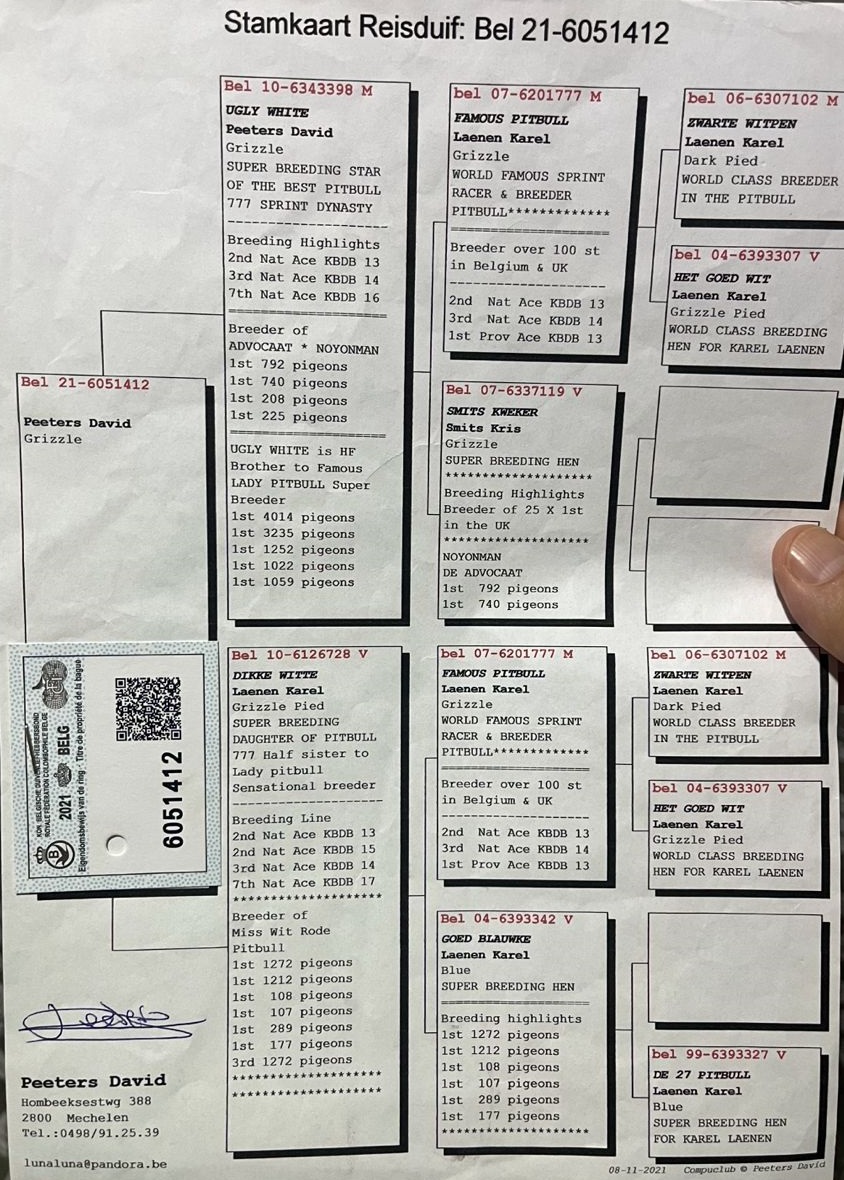 Stamkaart Reisduif: Bel 21-6051412
Bel 21-6051412
Peeters David
Grizzle
Bel 10-6343398 M
UGLY WHITE
Peeters David
Grizzle
SUPER BREEDING STAR
OF THE BEST PITBULL
777 SPRINT DYNASTY
--------------------
Breeding Highlights
2nd Nat Ace KBDB 13
3rd Nat Ace KBDB 14
7th Nat Ace KBDB 16
====================
Breeder of
ADVOCAAT * NOYONMAN
1st 792 pigeons
1st 740 pigeons
1st 208 pigeons
1st 225 pigeons
====================
UGLY WHITE is HF
Brother to Famous
LADY PITBULL Super
Breeder
1st 4014 pigeons
1st 3235 pigeons
1st 1252 pigeons
1st 1022 pigeons
1st 1059 pigeons
bel 07-6201777 M
FAMOUS PITBULL
Laenen Karel
Grizzle
WORLD FAMOUS SPRINT
RACER & BREEDER
PITBULL*************
====================
Breeder over 100 st
in Belgium & UK
--------------------
2nd  Nat Ace KBDB 13
3rd  Nat Ace KBDB 14
1st Prov Ace KBDB 13
bel 06-6307102 M
ZWARTE WITPEN
Laenen Karel
Dark Pied
WORLD CLASS BREEDER
IN THE PITBULL
bel 04-6393307 V
HET GOED WIT
Laenen Karel
Grizzle Pied
WORLD CLASS BREEDING
HEN FOR KAREL LAENEN
Bel 07-6337119 V
SMITS KWEKER
Smits Kris
Grizzle
SUPER BREEDING HEN
********************
Breeding Highlights
Breeder of 25 X 1st
in the UK
********************
NOYONMAN
DE ADVOCAAT
1st  792 pigeons
1st  740 pigeons
Bel 10-6126728 V
DIKKE WITTE
Laenen Karel
Grizzle Pied
SUPER BREEDING
DAUGHTER OF PITBULL
777 Half sister to
Lady pitbull
Sensational breeder
--------------------
Breeding Line
2nd Nat Ace KBDB 13
2nd Nat Ace KBDB 15
3rd Nat Ace KBDB 14
7th Nat Ace KBDB 17
********************
Breeder of
Miss Wit Rode
Pitbull
1st 1272 pigeons
1st 1212 pigeons
1st  108 pigeons
1st  107 pigeons
1st  289 pigeons
1st  177 pigeons
3rd 1272 pigeons
********************
********************
bel 07-6201777 M
FAMOUS PITBULL
Laenen Karel
Grizzle
WORLD FAMOUS SPRINT
RACER & BREEDER
PITBULL*************
====================
Breeder over 100 st
in Belgium & UK
--------------------
2nd  Nat Ace KBDB 13
3rd  Nat Ace KBDB 14
1st Prov Ace KBDB 13
bel 06-6307102 M
ZWARTE WITPEN
Laenen Karel
Dark Pied
WORLD CLASS BREEDER
IN THE PITBULL
bel 04-6393307 V
HET GOED WIT
Laenen Karel
Grizzle Pied
WORLD CLASS BREEDING
HEN FOR KAREL LAENEN
Bel 04-6393342 V
GOED BLAUWKE
Laenen Karel
Blue
SUPER BREEDING HEN
====================
Breeding highlights
1st 1272 pigeons
1st 1212 pigeons
1st  108 pigeons
1st  107 pigeons
1st  289 pigeons
1st  177 pigeons
********************
bel 99-6393327 V
DE 27 PITBULL
Laenen Karel
Blue
SUPER BREEDING HEN
FOR KAREL LAENEN
KON. BELGISCHE DUIVENLIEFHEBBERSBOND
ROYALE FÉDÉRATION COLOMBOPHILE BELGE
2021 BELG
Eigendomsbewijs van de ring - Titre de propriété de la bague
6051412
Peeters David
Hombeeksestwg 388
2800  Mechelen
Tel.:0498/91.25.39
lunaluna@pandora.be
08-11-2021  Compuclub © Peeters David